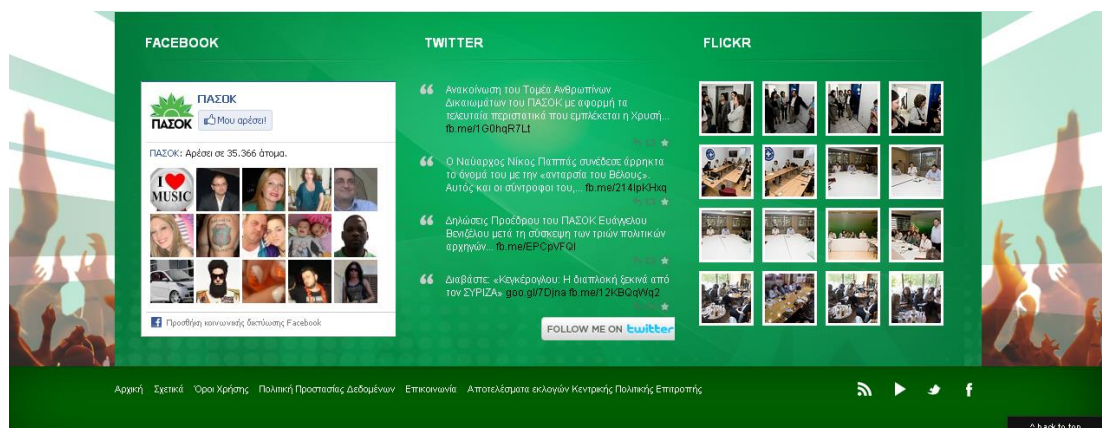 FACEBOOK
ΠΑΣΟΚ
ΠΑΣΟΚ
Μου αρέσει!
ΠΑΣΟΚ: Αρέσει σε 35.366 άτομα.
I ♥
MUSIC
Προσθήκη κοινωνικής δικτύωσης Facebook
TWITTER
Ανακοίνωση του Τομέα Ανθρωπίνων
Δικαιωμάτων του ΠΑΣΟΚ με αφορμή τα
τελευταία περιστατικά που εμπλέκεται η Χρυσή...
fb.me/1G0hqR7Lt
Ο Ναύαρχος Νίκος Παππάς συνέδεσε άρρηκτα
το όνομά του με την «ανταρσία του Βέλους».
Αυτός και οι σύντροφοι του,... fb.me/214IpKHxq
Δηλώσεις Προέδρου του ΠΑΣΟΚ Ευάγγελου
Βενιζέλου μετά τη σύσκεψη των τριών πολιτικών
αρχηγών... fb.me/EPCpVFQl
Διαβάστε: «Κεγκέρογλου: Η διαπλοκή ξεκινά από
τον ΣΥΡΙΖΑ» goo.gl/7Djna fb.me/12KBQqWq2
FOLLOW ME ON twitter
FLICKR
Αρχική Σχετικά Όροι Χρήσης Πολιτική Προστασίας Δεδομένων Επικοινωνία Αποτελέσματα εκλογών Κεντρικής Πολιτικής Επιτροπής
^ back to top